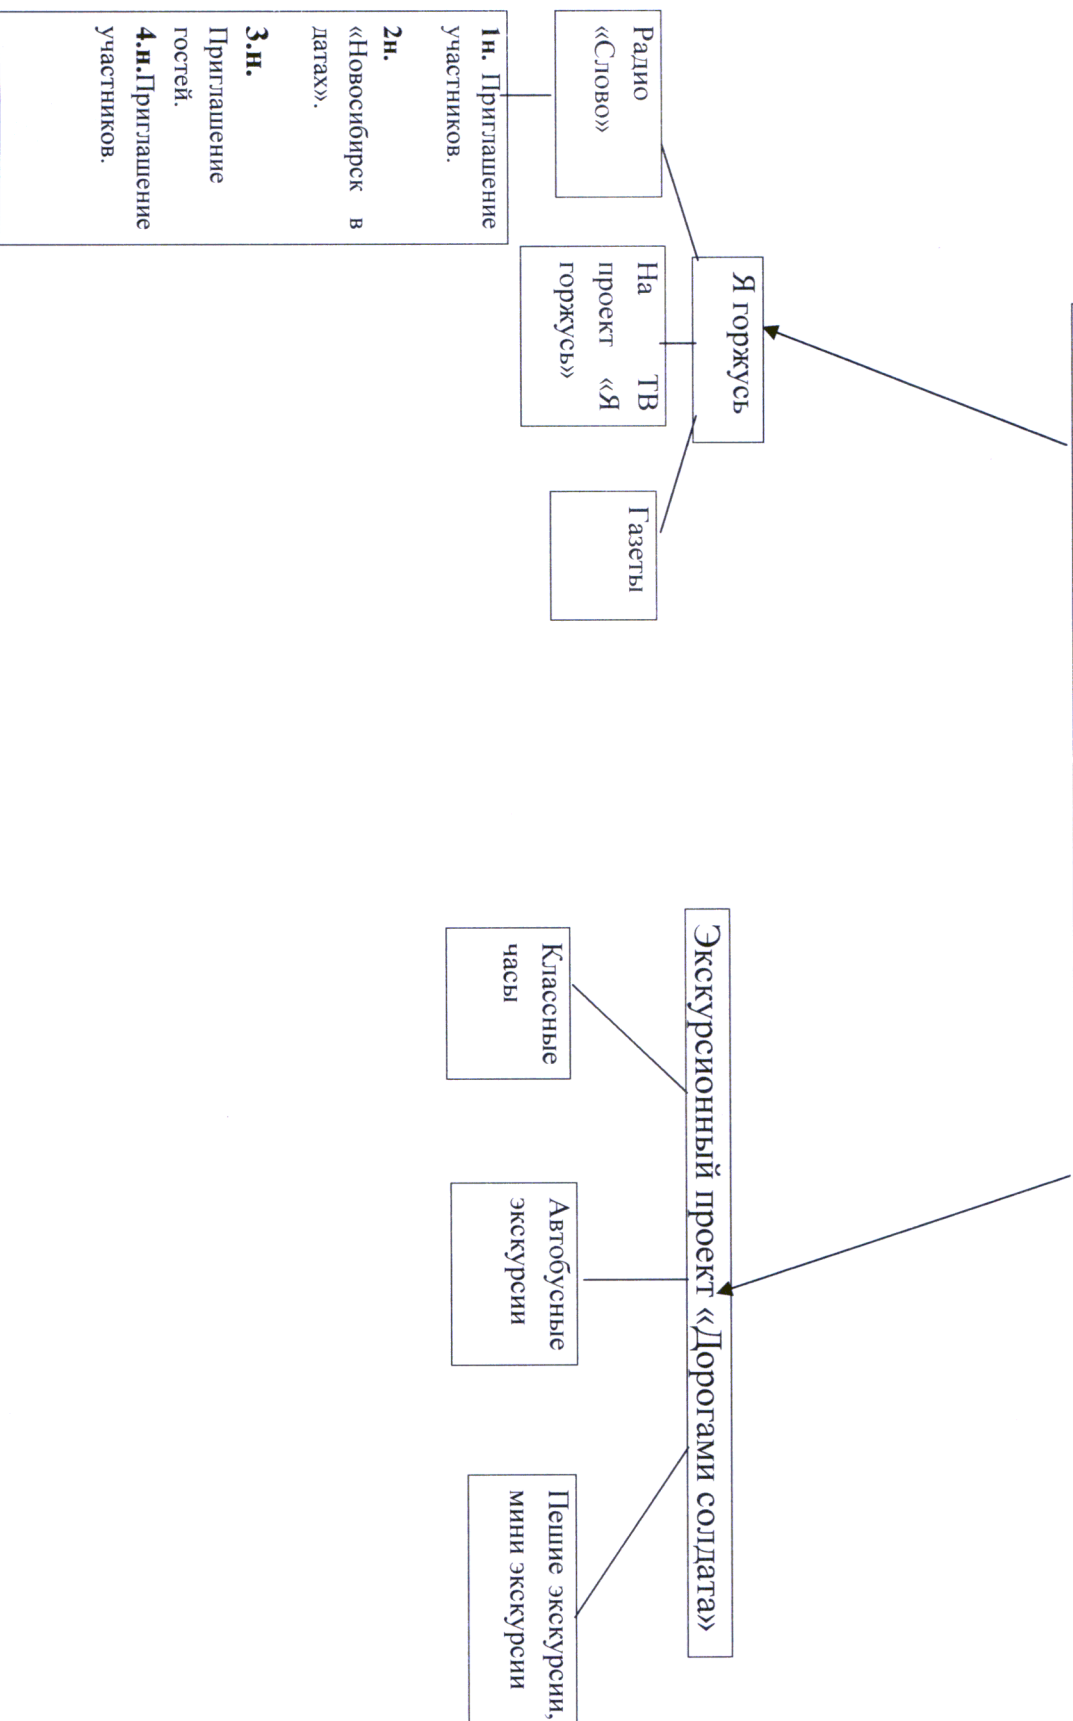 Я горжусь
Экскурсионный проект «Дорогами солдата»
Радио
«Слово»
На ТВ
проект «Я
горжусь»
Газеты
Классные
часы
Автобусные
экскурсии
Пешие экскурсии,
мини экскурсии
1н. Приглашение
участников.
2н.
«Новосибирск в
датах».
3.н.
Приглашение
гостей.
4.н.Приглашение
участников.